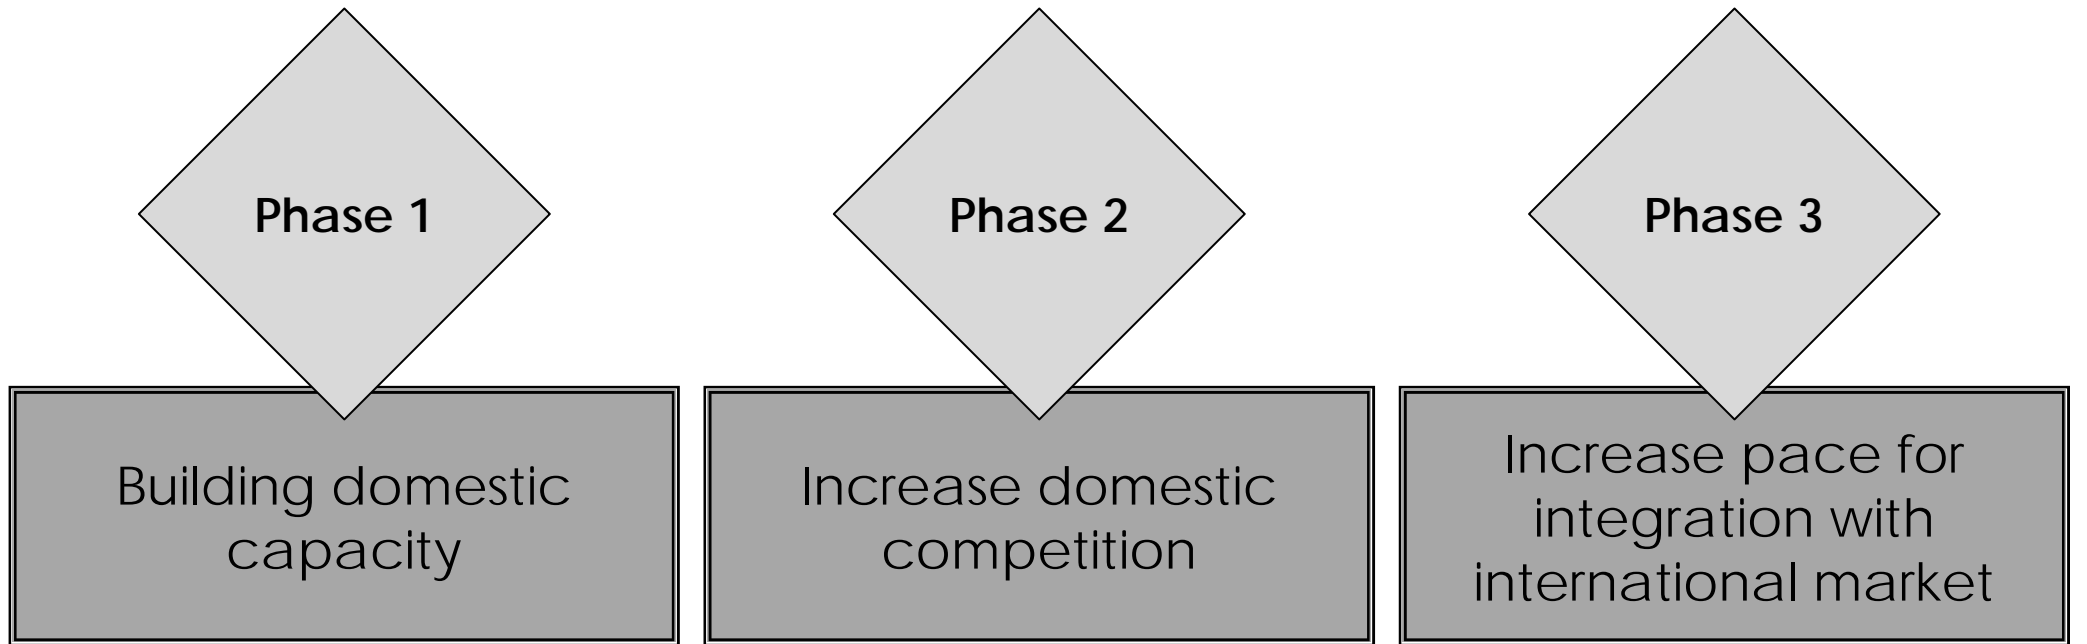 Phase 1
Building domestic
capacity
Phase 2
Increase domestic
competition
Phase 3
Increase pace for
integration with
international market